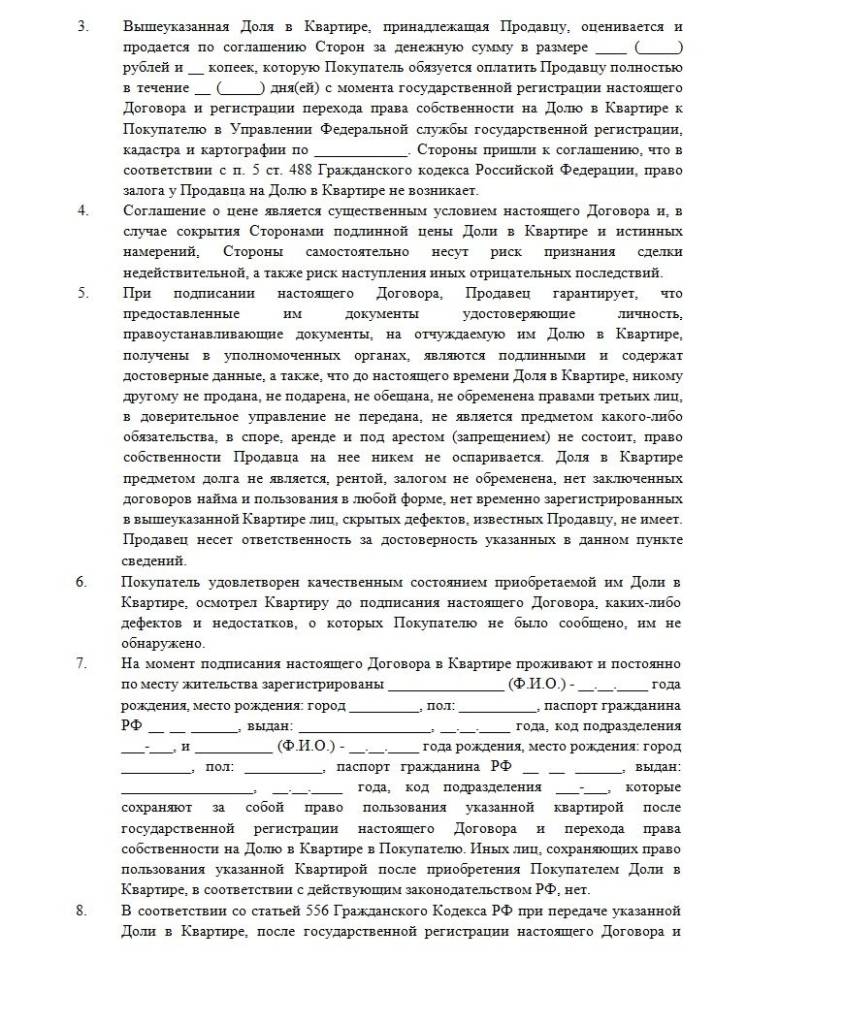 3. Вышеуказанная Доля в Квартире, принадлежащая Продавцу, оценивается и
продается по соглашению Сторон за денежную сумму в размере ____ (_____)
рублей и __ копеек, которую Покупатель обязуется оплатить Продавцу полностью
в течение __ (_____) дня(ей) с момента государственной регистрации настоящего
Договора и регистрации перехода права собственности на Долю в Квартире к
Покупателю в Управлении Федеральной службы государственной регистрации,
кадастра и картографии по ____________. Стороны пришли к соглашению, что в
соответствии с п. 5 ст. 488 Гражданского кодекса Российской Федерации, право
залога у Продавца на Долю в Квартире не возникает.
4. Соглашение о цене является существенным условием настоящего Договора и, в
случае сокрытия Сторонами подлинной цены Доли в Квартире и истинных
намерений, Стороны самостоятельно несут риск признания сделки
недействительной, а также риск наступления иных отрицательных последствий.
5. При подписании настоящего Договора, Продавец гарантирует, что
предоставленные им документы удостоверяющие личность,
правоустанавливающие документы, на отчуждаемую им Долю в Квартире,
получены в уполномоченных органах, являются подлинными и содержат
достоверные данные, а также, что до настоящего времени Доля в Квартире, никому
другому не продана, не подарена, не обещана, не обременена правами третьих лиц,
в доверительное управление не передана, не является предметом какого-либо
обязательства, в споре, аренде и под арестом (запрещением) не состоит, право
собственности Продавца на нее никем не оспаривается. Доля в Квартире
предметом долга не является, рентой, залогом не обременена, нет заключенных
договоров найма и пользования в любой форме, нет временно зарегистрированных
в вышеуказанной Квартире лиц, скрытых дефектов, известных Продавцу, не имеет.
Продавец несет ответственность за достоверность указанных в данном пункте
сведений.
6. Покупатель удовлетворен качественным состоянием приобретаемой им Доли в
Квартире, осмотрел Квартиру до подписания настоящего Договора, каких-либо
дефектов и недостатков, о которых Покупателю не было сообщено, им не
обнаружено.
7. На момент подписания настоящего Договора в Квартире проживают и постоянно
по месту жительства зарегистрированы _______________ (Ф.И.О.) - __.__.____ года
рождения, место рождения: город _________, пол: __________, паспорт гражданина
РФ __ __ ______, выдан: _________________, __.__.____ года, код подразделения
___-___, и __________ (Ф.И.О.) - __.__.____ года рождения, место рождения: город
_________, пол: __________, паспорт гражданина РФ __ __ ______, выдан:
_________________, __.__.____ года, код подразделения ___-___, которые
сохраняют за собой право пользования указанной квартирой после
государственной регистрации настоящего Договора и перехода права
собственности на Долю в Квартире в Покупателю. Иных лиц, сохраняющих право
пользования указанной Квартирой после приобретения Покупателем Доли в
Квартире, в соответствии с действующим законодательством РФ, нет.
8. В соответствии со статьей 556 Гражданского Кодекса РФ при передаче указанной
Доли в Квартире, после государственной регистрации настоящего Договора и